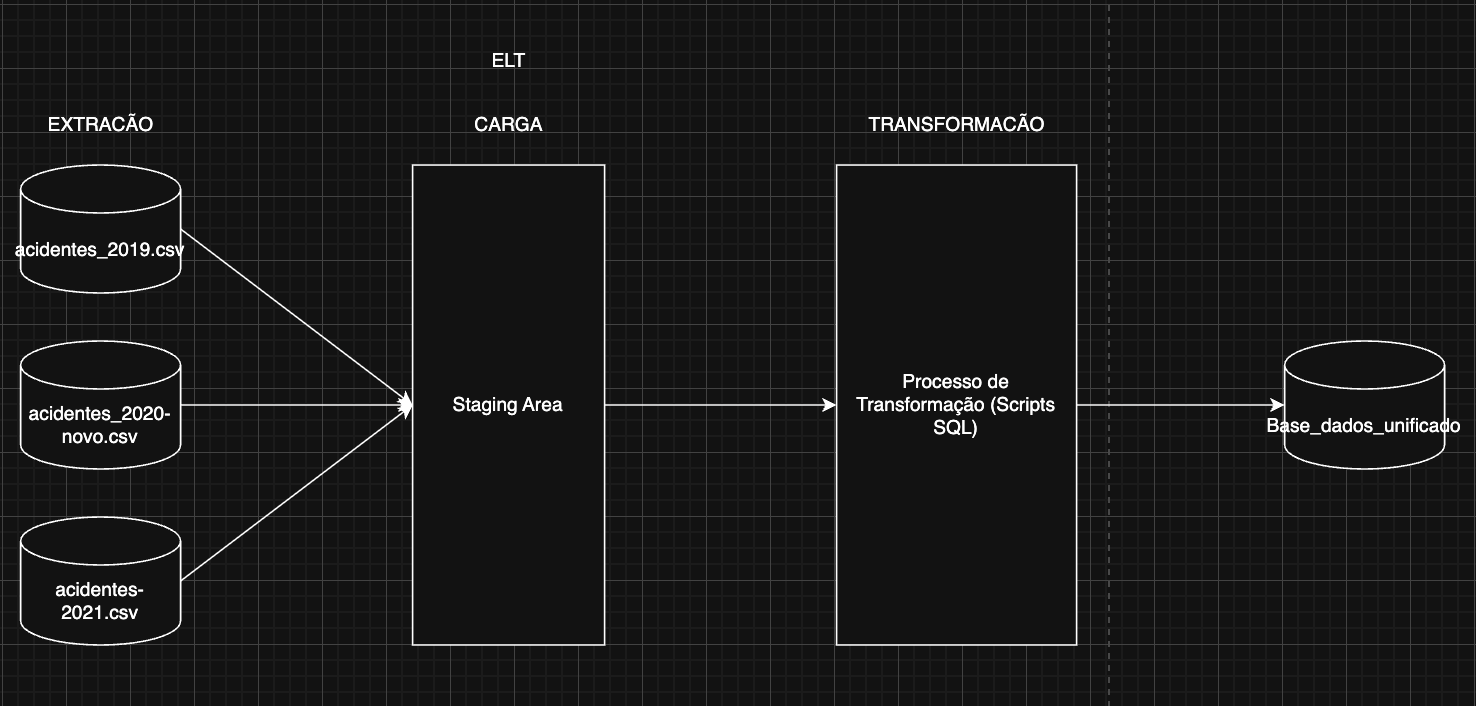 ELT
EXTRACÃO
CARGA
TRANSFORMACÃO
acidentes_2019.csv
acidentes_2020-
novo.csv
acidentes-
2021.csv
Staging Area
Processo de
Transformação (Scripts
SQL)
Base_dados_unificado